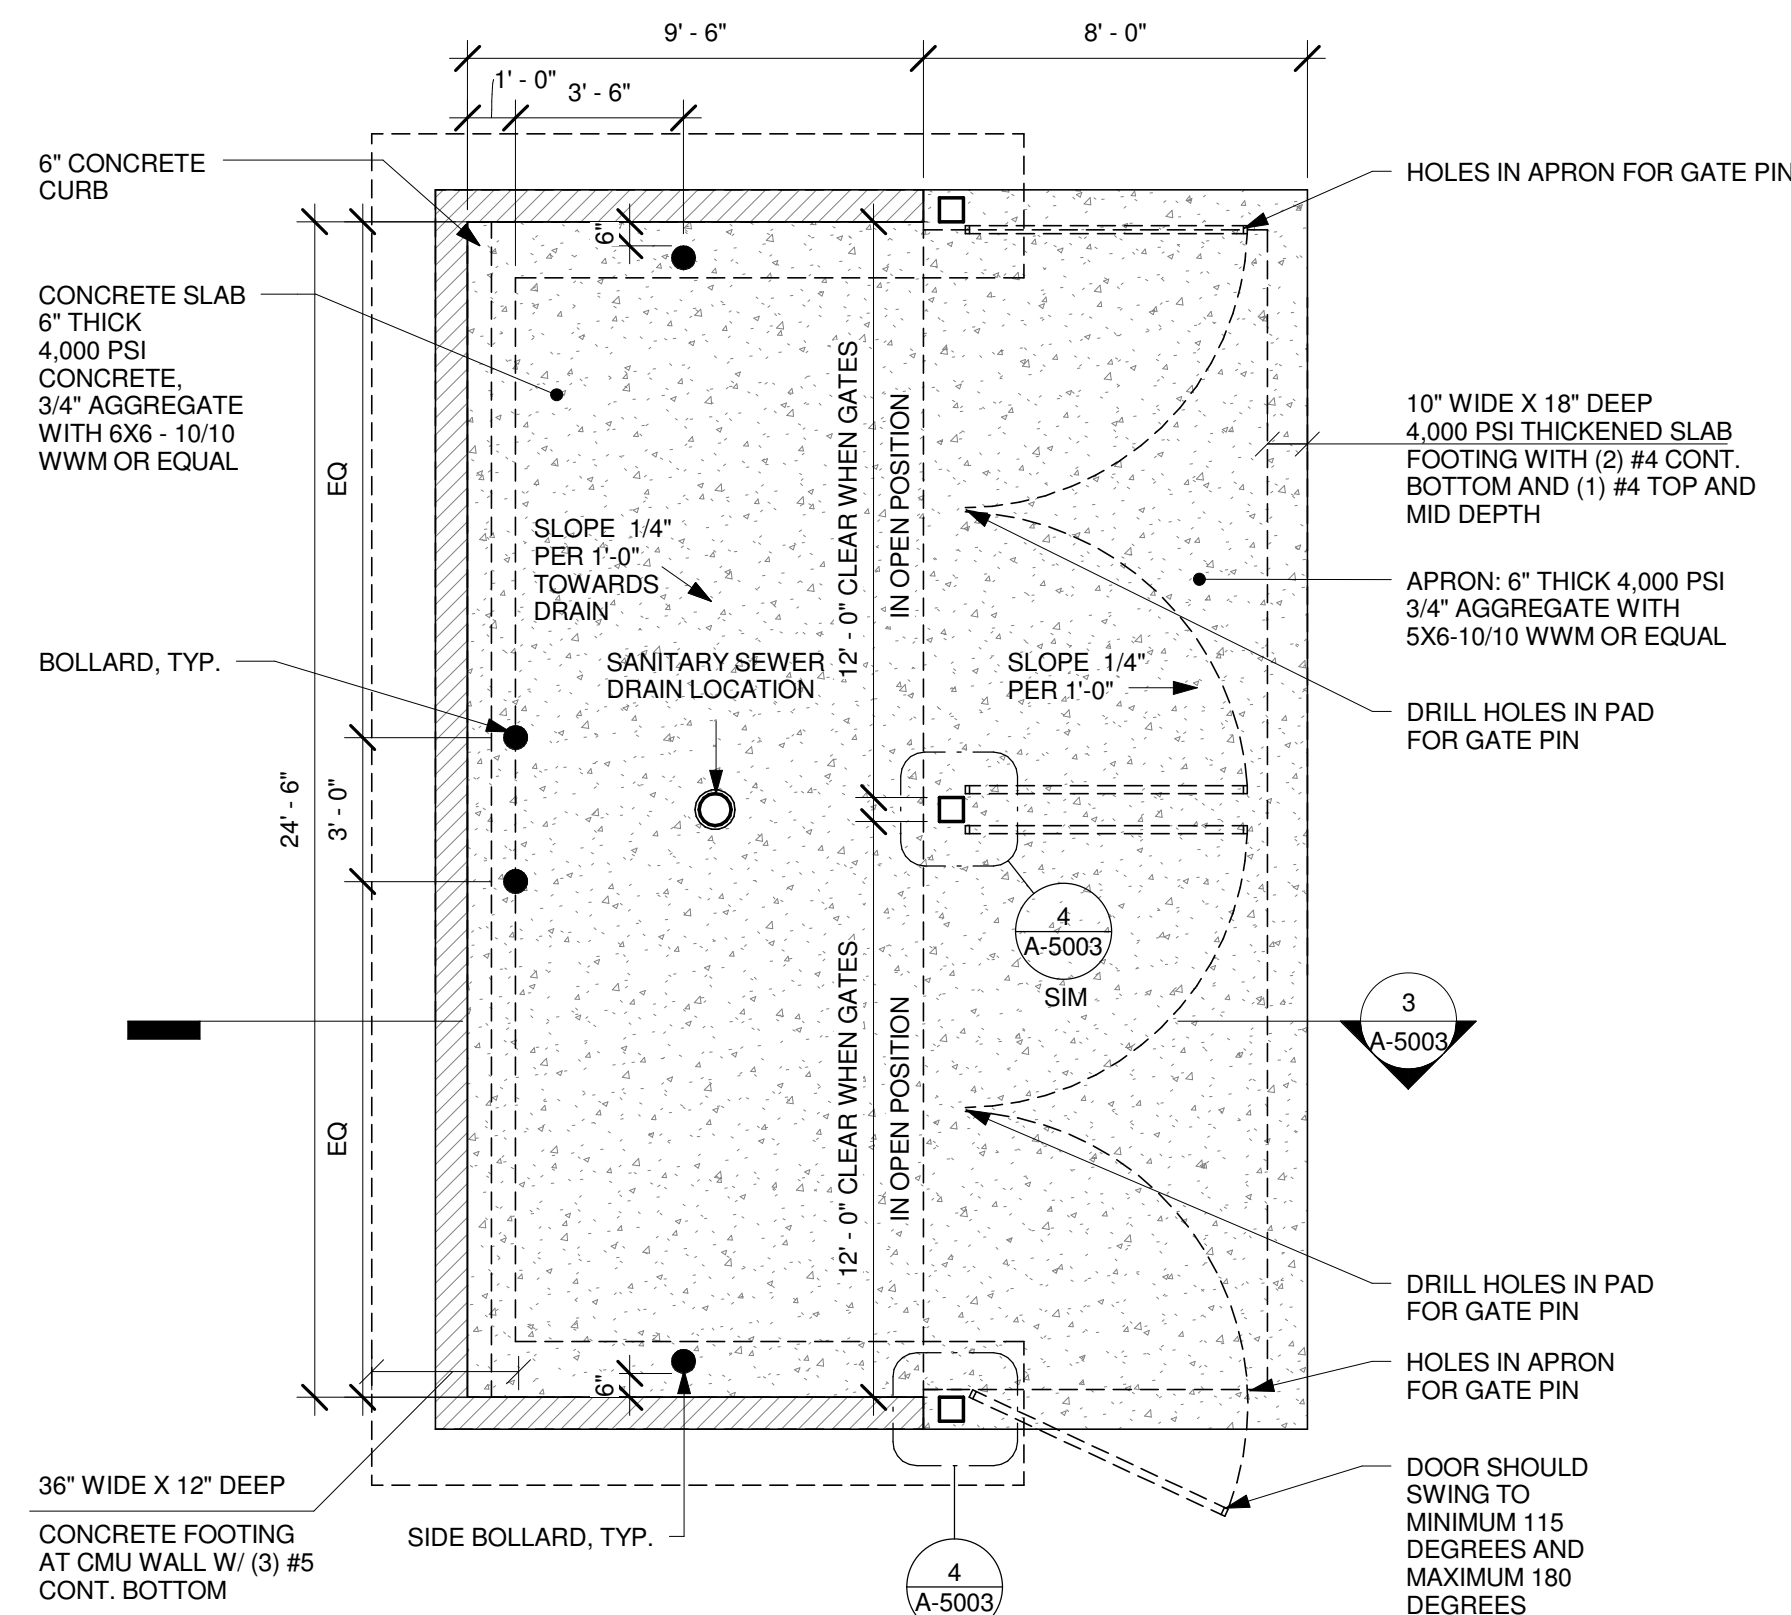 9' - 6"
8' - 0"
1' - 0"
3' - 6"
6" CONCRETE
CURB
HOLES IN APRON FOR GATE PIN
6"
CONCRETE SLAB
6" THICK
4,000 PSI
CONCRETE,
3/4" AGGREGATE
WITH 6X6 - 10/10
WWM OR EQUAL
10" WIDE X 18" DEEP
4,000 PSI THICKENED SLAB
FOOTING WITH (2) #4 CONT.
BOTTOM AND (1) #4 TOP AND
MID DEPTH
EQ
12' - 0" CLEAR WHEN GATES
IN OPEN POSITION
SLOPE 1/4"
PER 1'-0"
TOWARDS
DRAIN
APRON: 6" THICK 4,000 PSI
3/4" AGGREGATE WITH
5X6-10/10 WWM OR EQUAL
BOLLARD, TYP.
SANITARY SEWER
DRAIN LOCATION
SLOPE 1/4"
PER 1'-0"
DRILL HOLES IN PAD
FOR GATE PIN
24' - 6"
3' - 0"
4
A-5003
SIM
3
A-5003
EQ
12' - 0" CLEAR WHEN GATES
IN OPEN POSITION
DRILL HOLES IN PAD
FOR GATE PIN
HOLES IN APRON
FOR GATE PIN
6"
36" WIDE X 12" DEEP
CONCRETE FOOTING
AT CMU WALL W/ (3) #5
CONT. BOTTOM
SIDE BOLLARD, TYP.
4
A-5003
DOOR SHOULD
SWING TO
MINIMUM 115
DEGREES AND
MAXIMUM 180
DEGREES